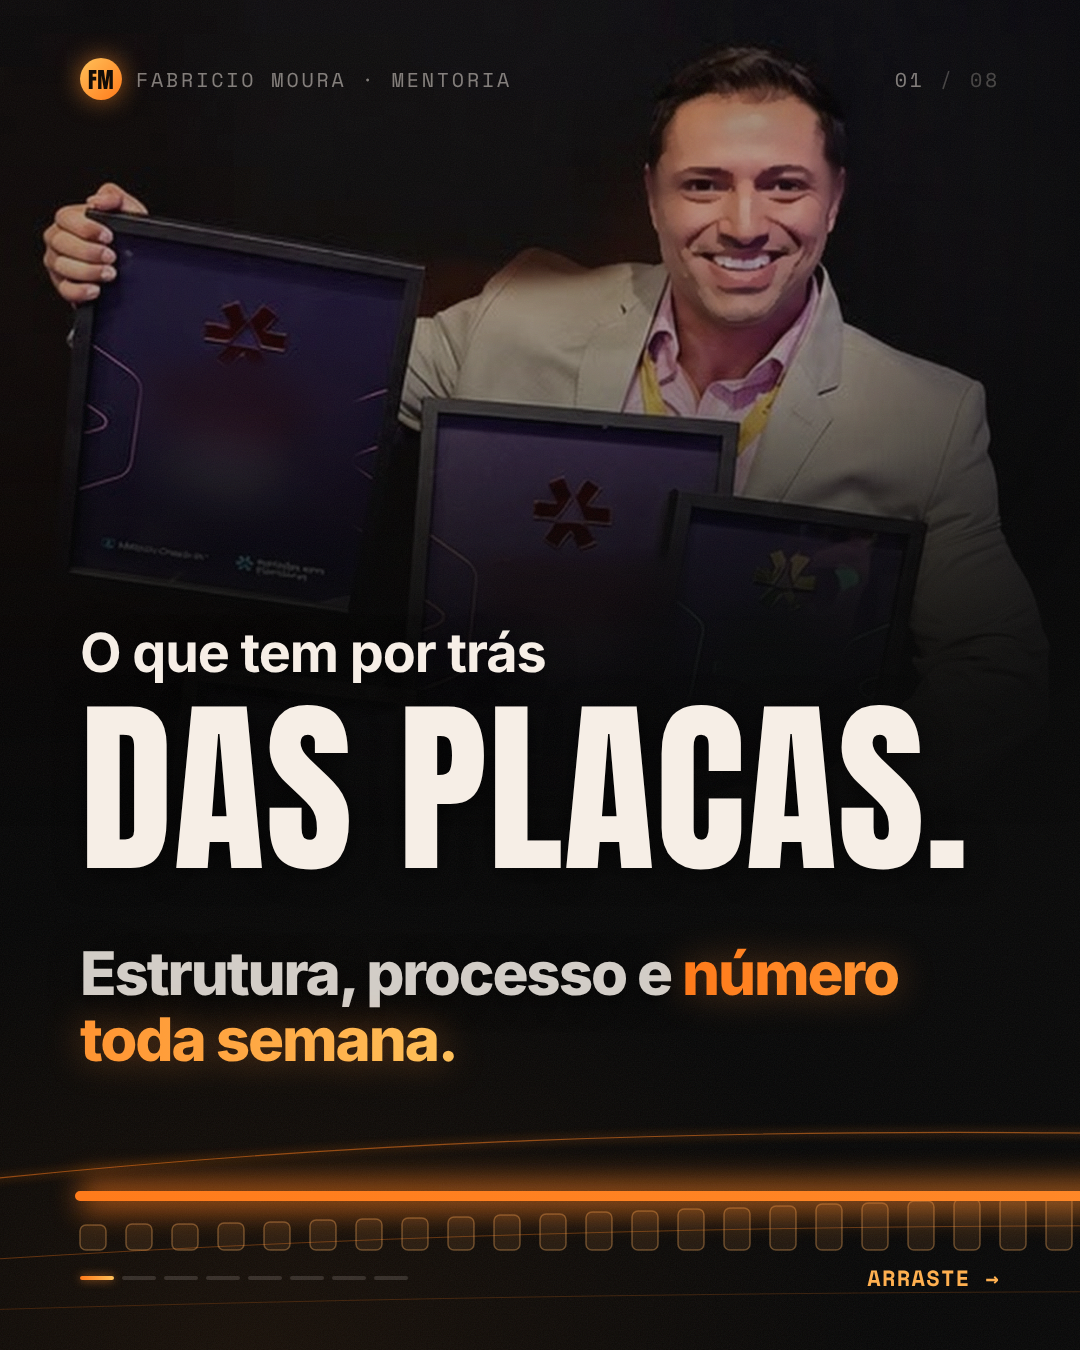 FM FABRICIO MOURA · MENTORIA
01 / 08
O que tem por trás
DAS PLACAS.
Estrutura, processo e número
toda semana.
ARRASTE →